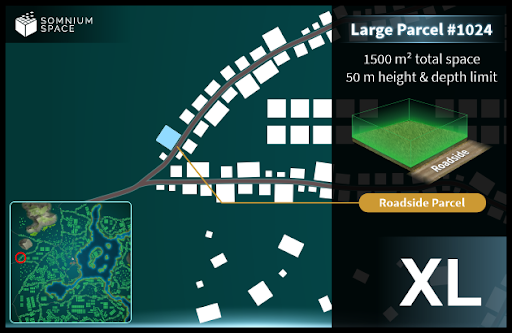 SOMNIUM
SPACE
Large Parcel #1024
1500 m² total space
50 m height & depth limit
Roadside
Roadside Parcel
XL